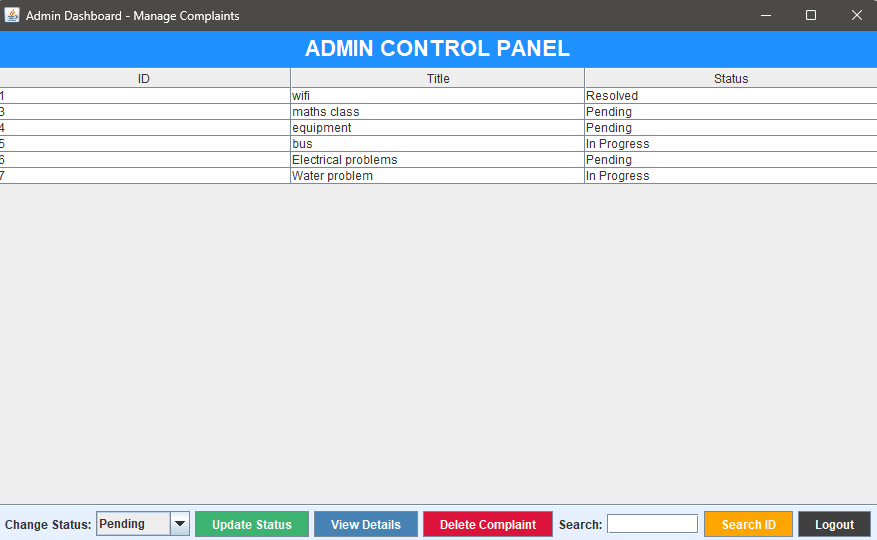 Admin Dashboard - Manage Complaints
ADMIN CONTROL PANEL
ID Title Status
1 wifi Resolved
3 maths class Pending
4 equipment Pending
5 bus In Progress
6 Electrical problems Pending
7 Water problem In Progress
Change Status: Pending Update Status View Details Delete Complaint Search: Search ID Logout